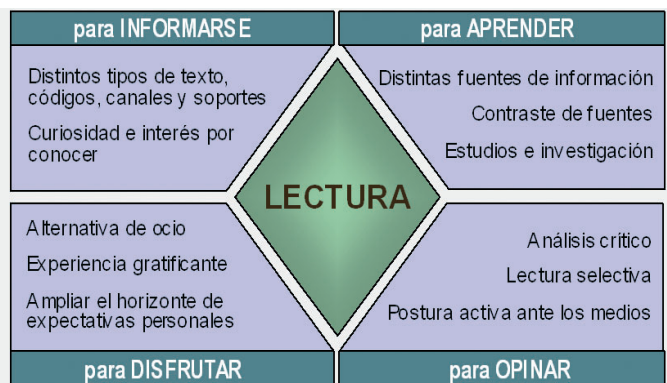 para INFORMARSE
Distintos tipos de texto,
códigos, canales y soportes
Curiosidad e interés por
conocer
para APRENDER
Distintas fuentes de información
Contraste de fuentes
Estudios e investigación
LECTURA
Alternativa de ocio
Experiencia gratificante
Ampliar el horizonte de
expectativas personales
para DISFRUTAR
Análisis crítico
Lectura selectiva
Postura activa ante los medios
para OPINAR